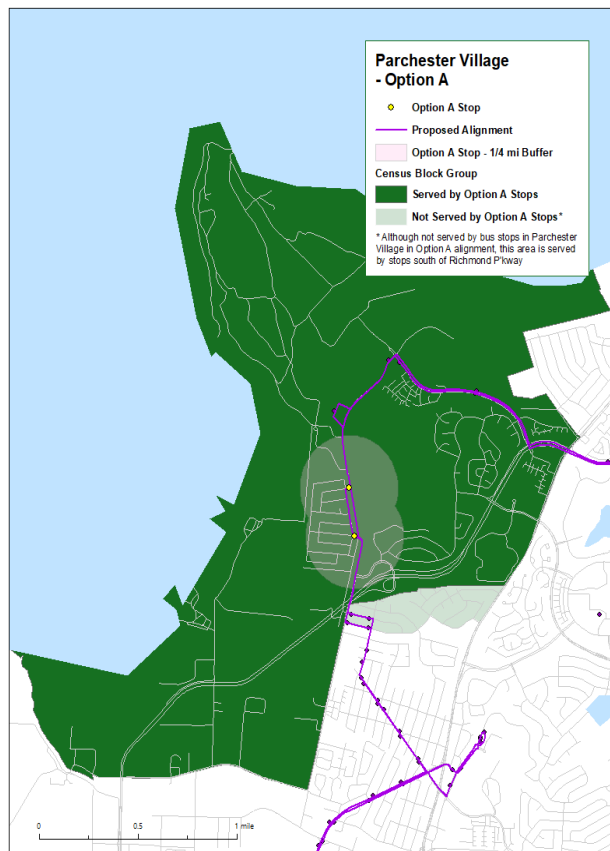 Parchester Village
- Option A
Option A Stop
Proposed Alignment
Option A Stop - 1/4 mi Buffer
Census Block Group
Served by Option A Stops
Not Served by Option A Stops*
* Although not served by bus stops in Parchester
Village in Option A alignment, this area is served
by stops south of Richmond P'kway
0 0.5 1 mile